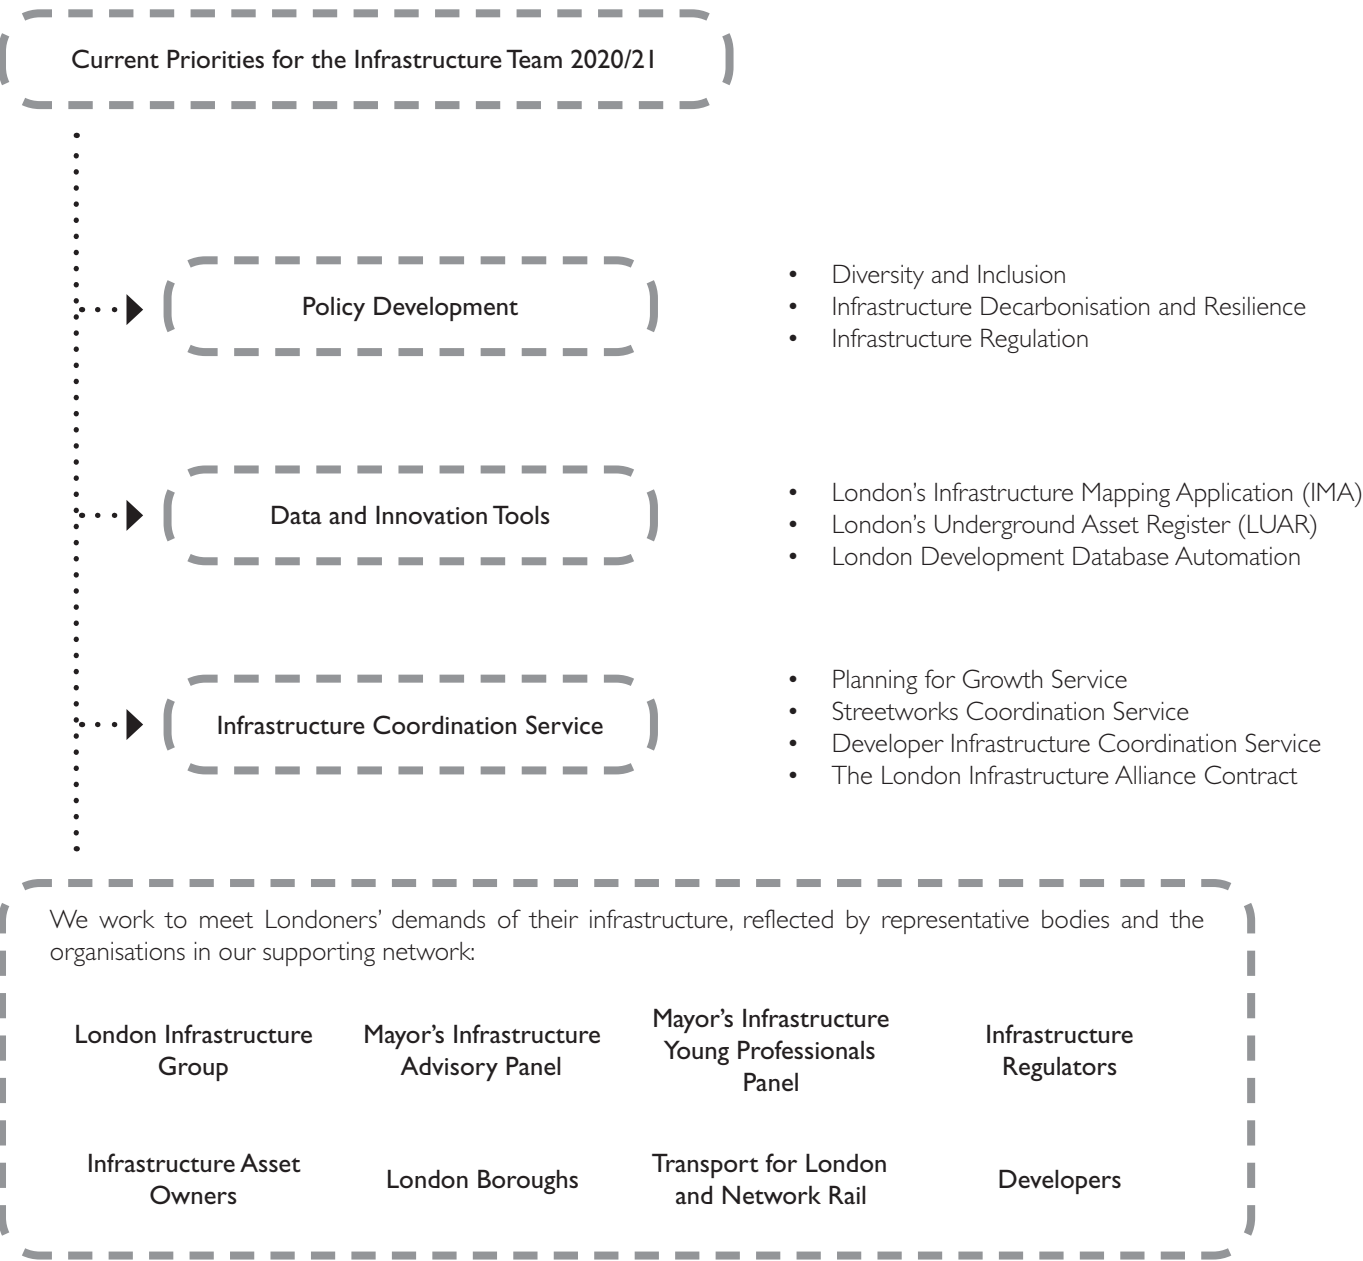 Current Priorities for the Infrastructure Team 2020/21
Policy Development
• Diversity and Inclusion
• Infrastructure Decarbonisation and Resilience
• Infrastructure Regulation
Data and Innovation Tools
• London’s Infrastructure Mapping Application (IMA)
• London’s Underground Asset Register (LUAR)
• London Development Database Automation
Infrastructure Coordination Service
• Planning for Growth Service
• Streetworks Coordination Service
• Developer Infrastructure Coordination Service
• The London Infrastructure Alliance Contract
We work to meet Londoners’ demands of their infrastructure, reflected by representative bodies and the
organisations in our supporting network:
London Infrastructure
Group
Mayor’s Infrastructure
Advisory Panel
Mayor’s Infrastructure
Young Professionals
Panel
Infrastructure
Regulators
Infrastructure Asset
Owners
London Boroughs
Transport for London
and Network Rail
Developers